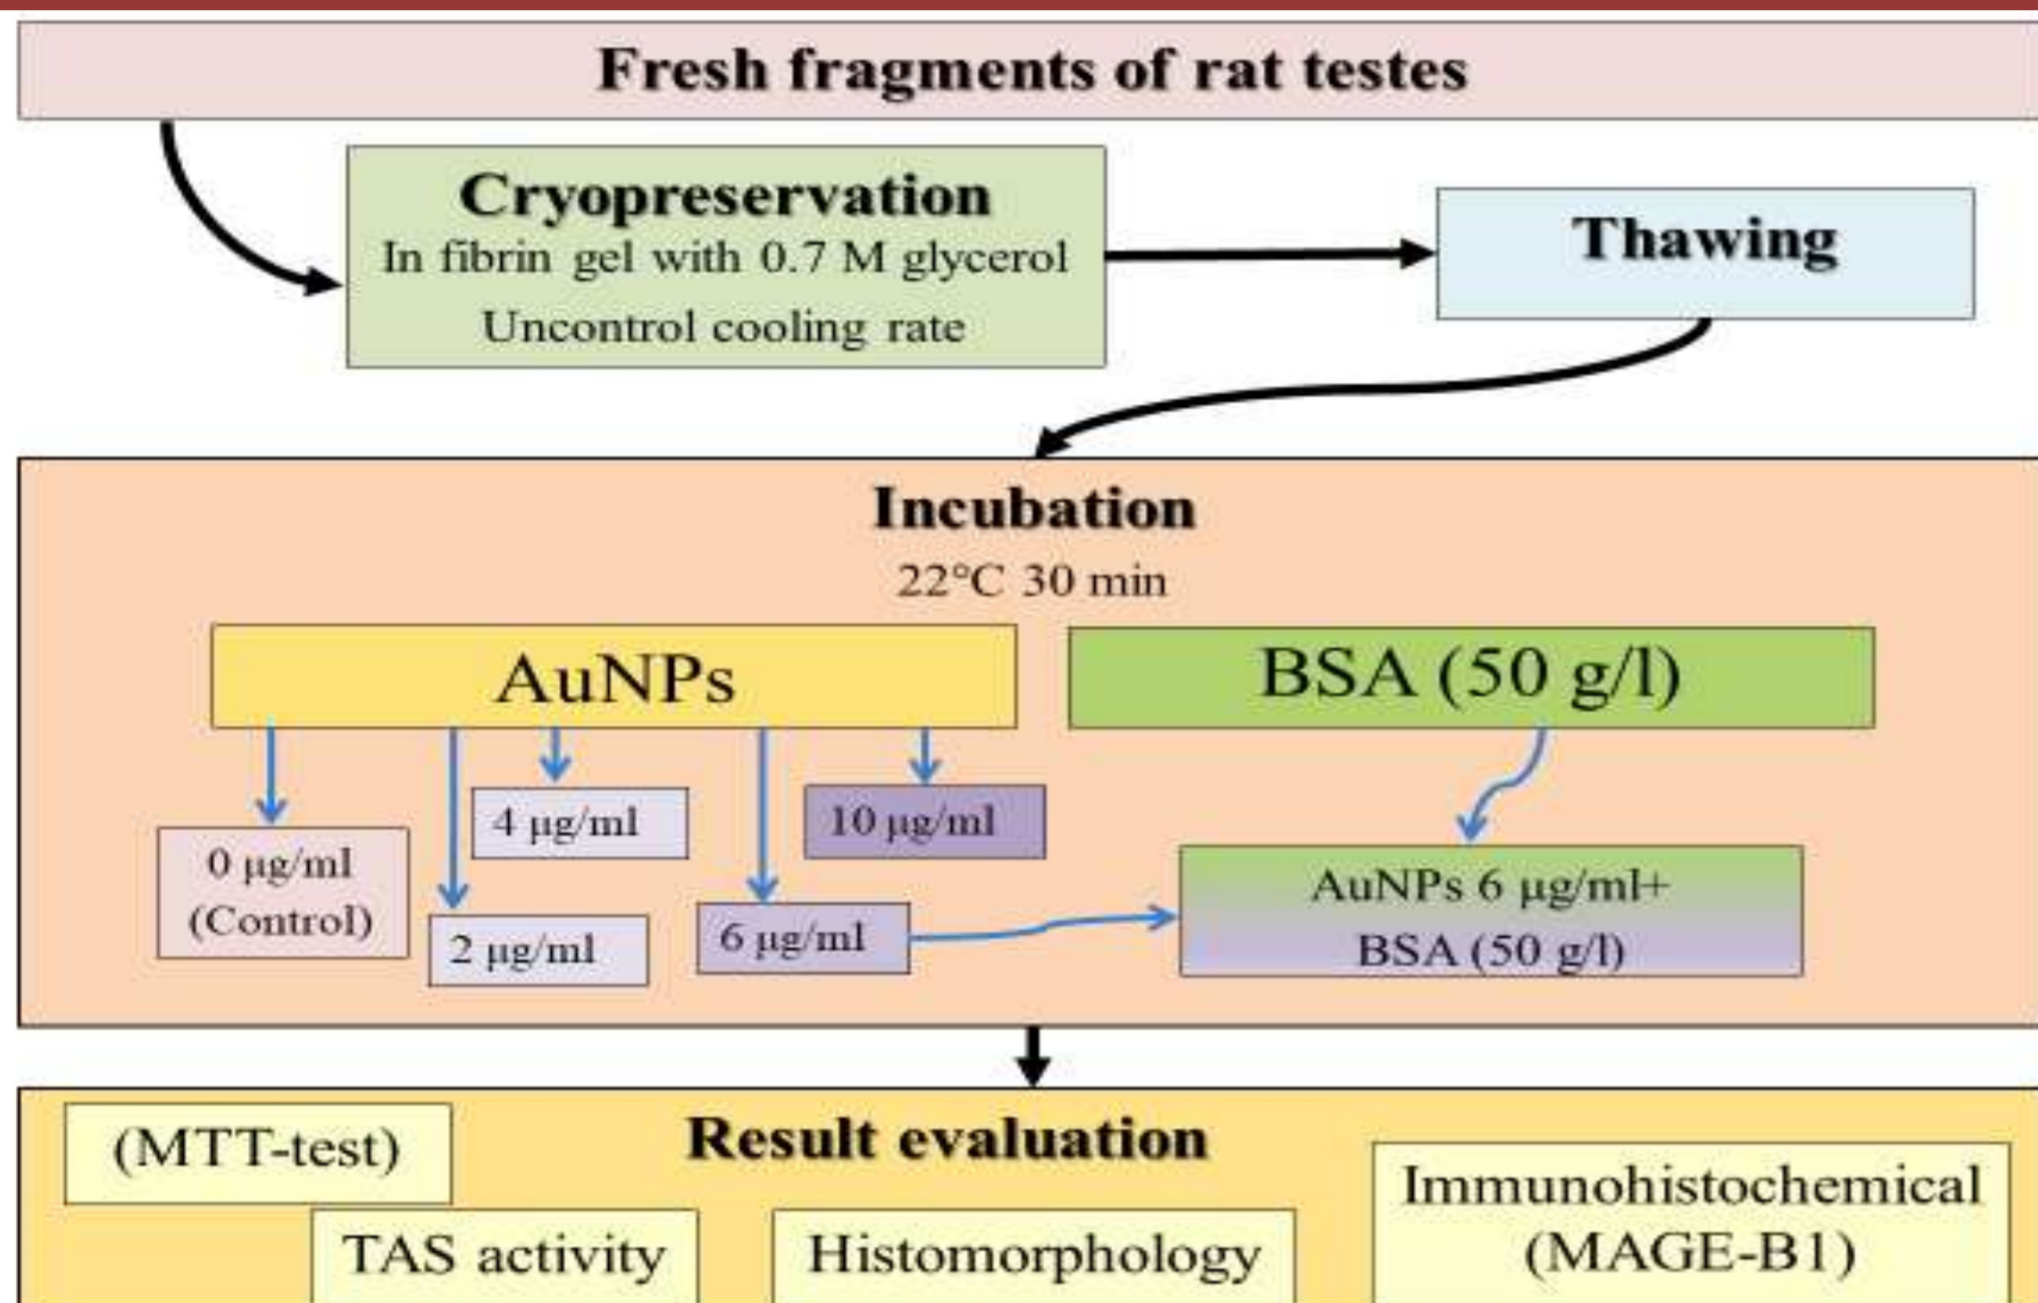 Fresh fragments of rat testes
Cryopreservation
In fibrin gel with 0.7 M glycerol
Uncontrol cooling rate
Thawing
Incubation
22°C 30 min
AuNPs
BSA (50 g/l)
0 µg/ml
(Control)
2 µg/ml
4 µg/ml
6 µg/ml
10 µg/ml
AuNPs 6 µg/ml+
BSA (50 g/l)
Result evaluation
(MTT-test)
TAS activity
Histomorphology
Immunohistochemical
(MAGE-B1)